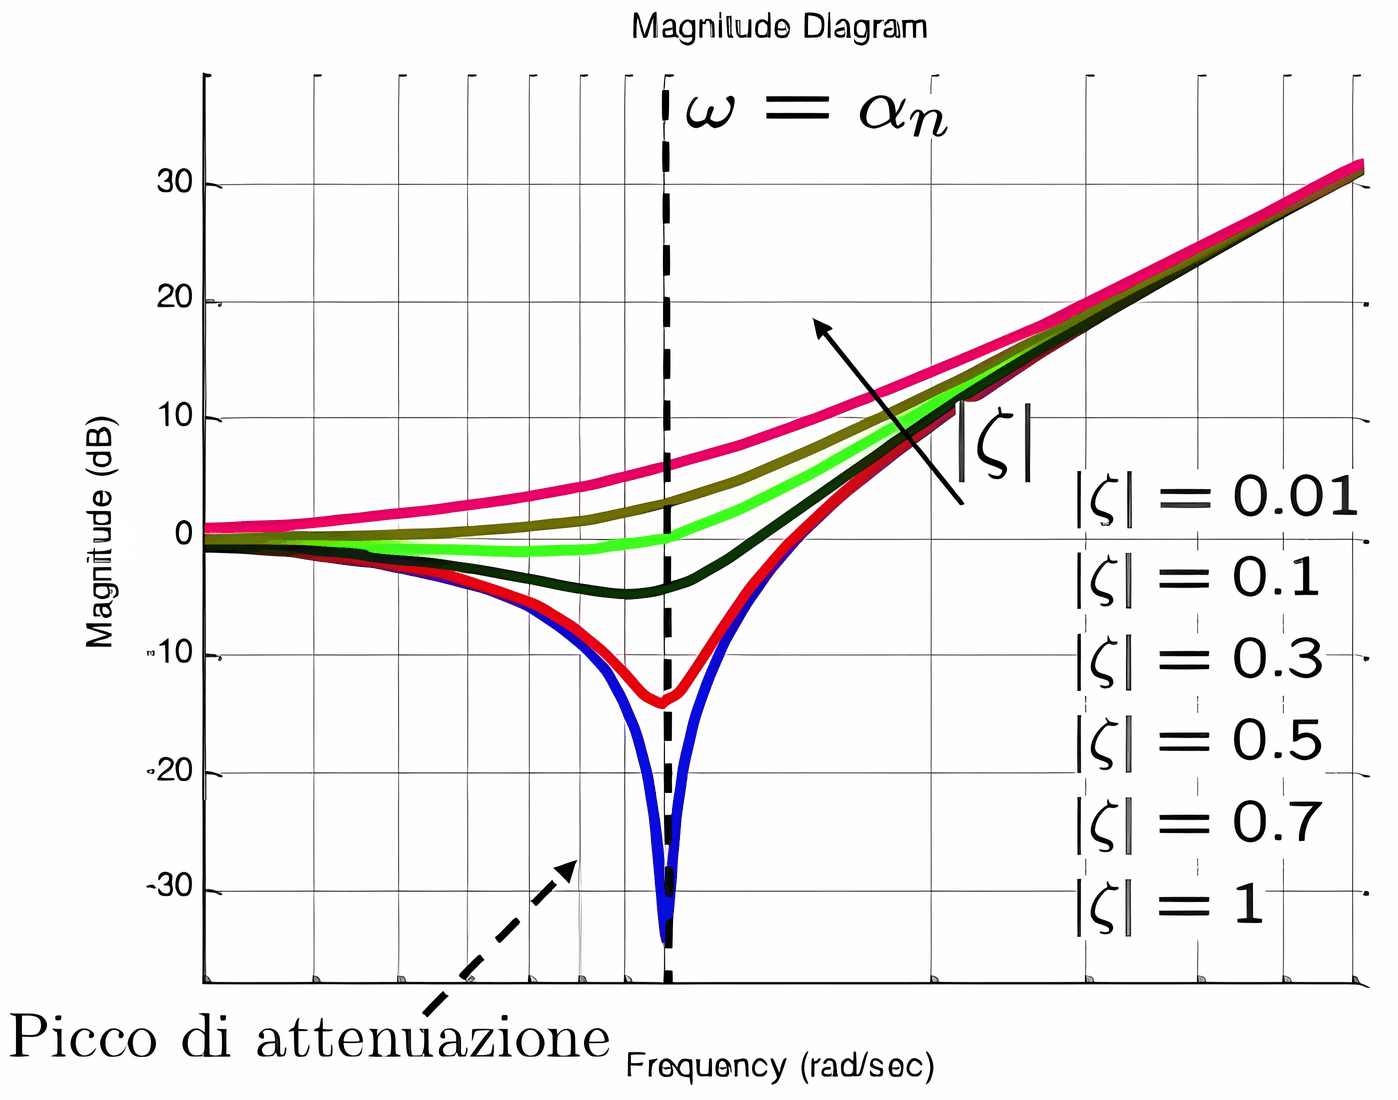 Magnitude Diagram
ω = α_n
30
20
10
0
-10
-20
-30
Magnitude (dB)
|ζ|
|ζ| = 0.01
|ζ| = 0.1
|ζ| = 0.3
|ζ| = 0.5
|ζ| = 0.7
|ζ| = 1
Picco di attenuazione
Frequency (rad/sec)